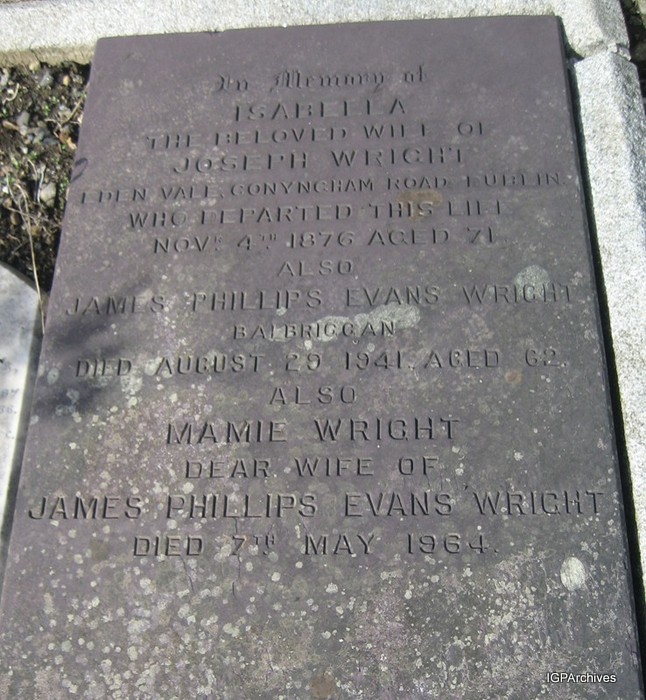 In Memory of
ISABELLA
THE BELOVED WIFE OF
JOSEPH WRIGHT
EDEN VALE, CONYNGHAM ROAD DUBLIN.
WHO DEPARTED THIS LIFE
NOVR 4TH 1876 AGED 71.
ALSO
JAMES PHILLIPS EVANS WRIGHT
BALBRIGGAN
DIED AUGUST 29 1941. AGED 62.
ALSO
MAMIE WRIGHT
DEAR WIFE OF
JAMES PHILLIPS EVANS WRIGHT
DIED 7TH MAY 1964.
IGPArchives